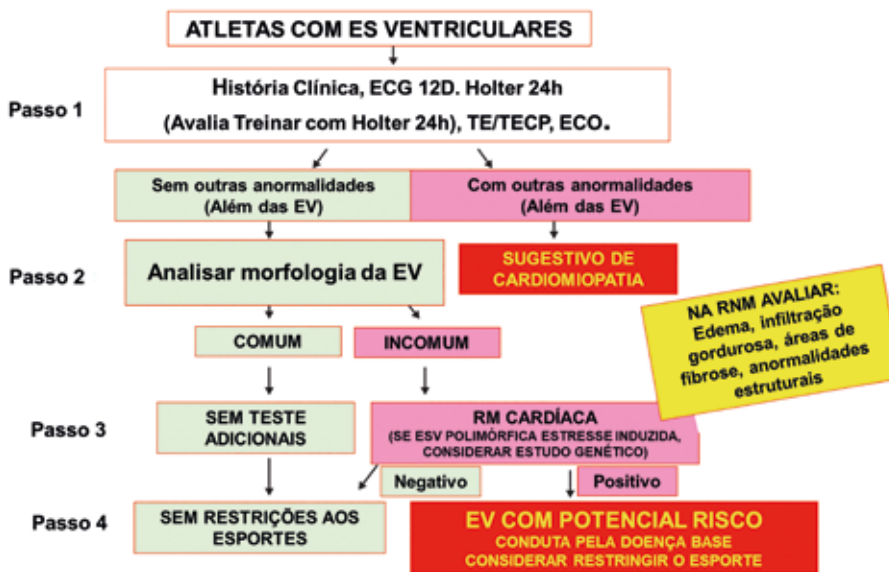 ATLETAS COM ES VENTRICULARES
Passo 1
História Clínica, ECG 12D. Holter 24h
(Avalia Treinar com Holter 24h), TE/TECP, ECO.
Sem outras anormalidades
(Além das EV)
Com outras anormalidades
(Além das EV)
Passo 2
Analisar morfologia da EV
SUGESTIVO DE
CARDIOMIOPATIA
NA RNM AVALIAR:
Edema, infiltração
gordurosa, áreas de
fibrose, anormalidades
estruturais
COMUM
INCOMUM
Passo 3
SEM TESTE
ADICIONAIS
RM CARDÍACA
(SE ESV POLIMÓRFICA ESTRESSE INDUZIDA,
CONSIDERAR ESTUDO GENÉTICO)
Negativo
Positivo
Passo 4
SEM RESTRIÇÕES AOS
ESPORTES
EV COM POTENCIAL RISCO
CONDUTA PELA DOENÇA BASE
CONSIDERAR RESTRINGIR O ESPORTE